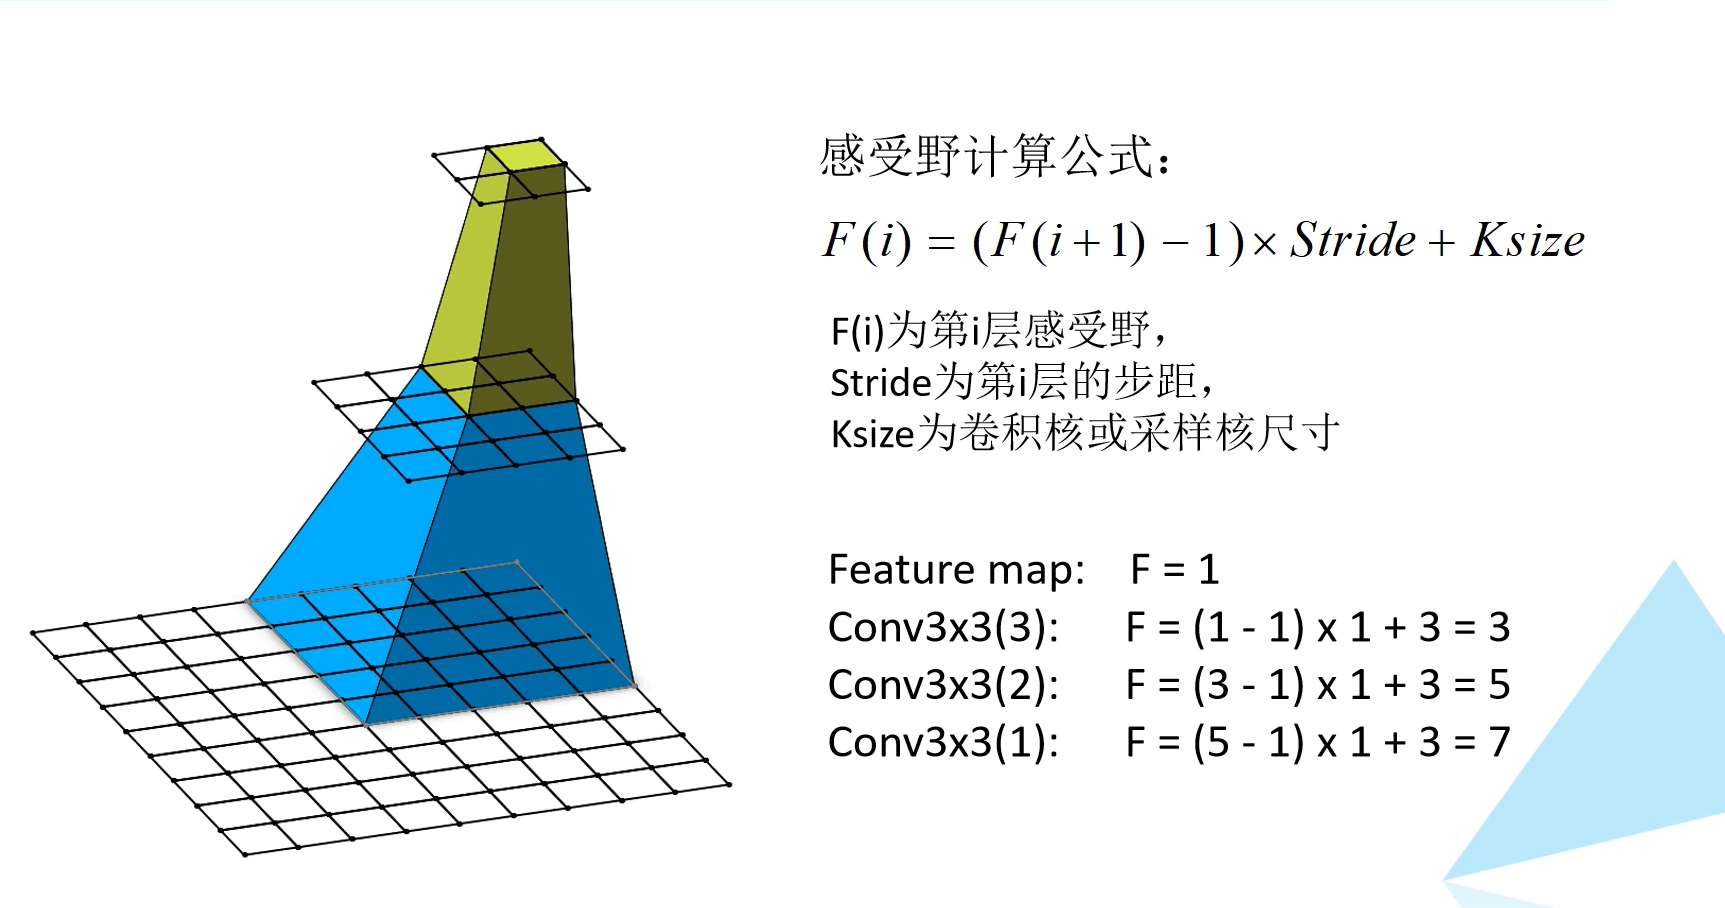 感受野计算公式：
F(i) = (F(i+1) − 1)× Stride + Ksize
F(i)为第i层感受野，
Stride为第i层的步距，
Ksize为卷积核或采样核尺寸
Feature map: F = 1
Conv3x3(3): F = (1 - 1) x 1 + 3 = 3
Conv3x3(2): F = (3 - 1) x 1 + 3 = 5
Conv3x3(1): F = (5 - 1) x 1 + 3 = 7